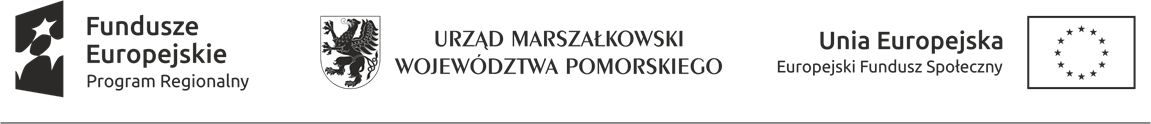 Fundusze
Europejskie
Program Regionalny
URZĄD MARSZAŁKOWSKI
WOJEWÓDZTWA POMORSKIEGO
Unia Europejska
Europejski Fundusz Społeczny